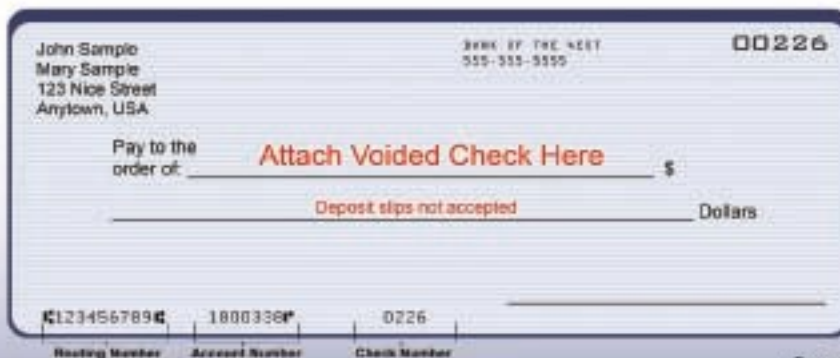 John Sample
Mary Sample
123 Nice Street
Anytown, USA
BANK OF THE WEST
555-555-5555
00226
Pay to the
order of:
Attach Voided Check Here
$
Deposit slips not accepted
Dollars
⑆123456789⑆ 1800338⑈ 0226
Routing Number Account Number Check Number